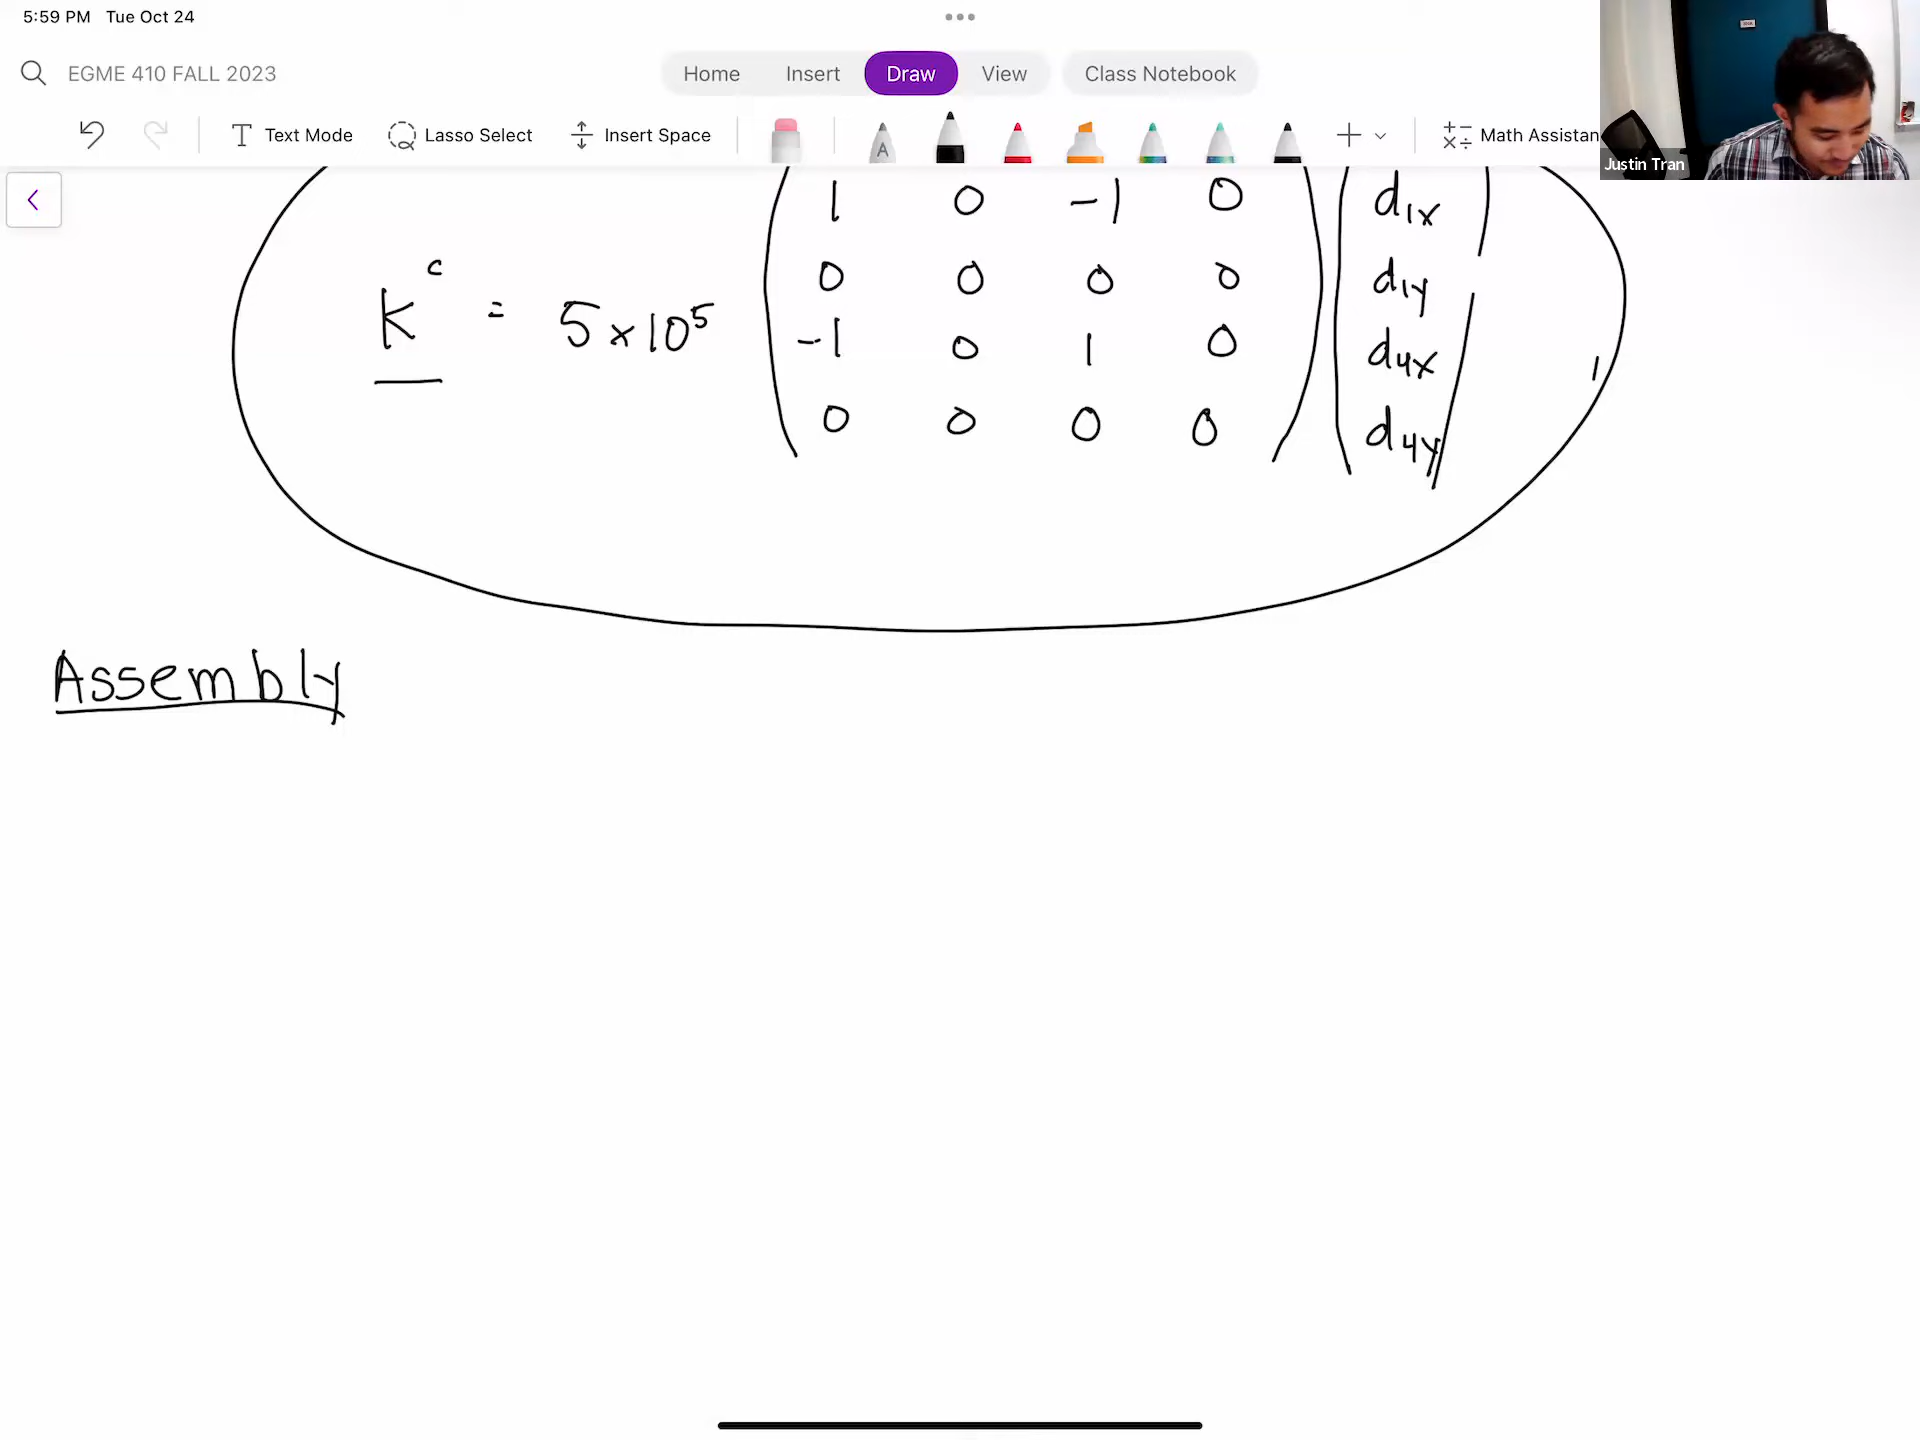 5:59 PM Tue Oct 24
EGME 410 FALL 2023
Home Insert Draw View Class Notebook
Text Mode Lasso Select Insert Space A Math Assistan
Justin Tran
1 0 -1 0 d1x
0 0 0 0 d1y
K^c = 5×10^5 -1 0 1 0 d4x
0 0 0 0 d4y
Assembly